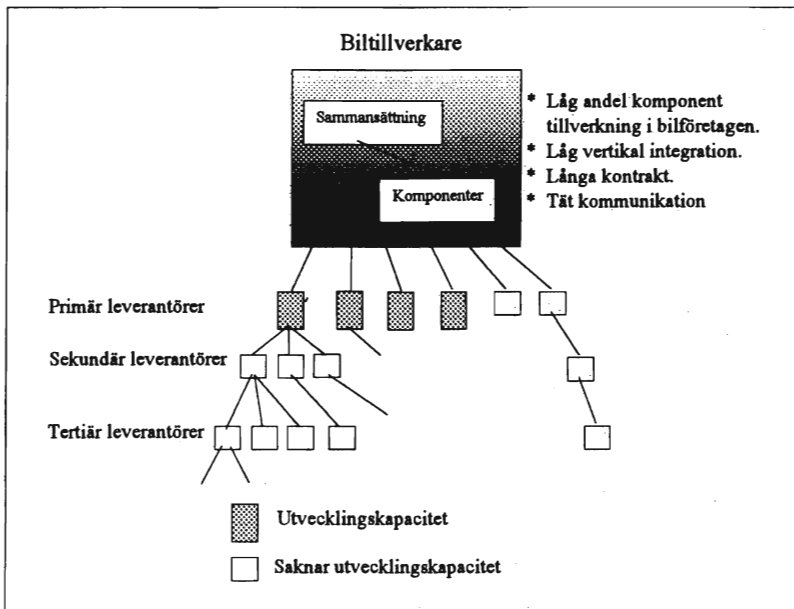 Biltillverkare
Sammansättning
Komponenter
* Låg andel komponent
tillverkning i bilföretagen.
* Låg vertikal integration.
* Långa kontrakt.
* Tät kommunikation
Primär leverantörer
Sekundär leverantörer
Tertiär leverantörer
Utvecklingskapacitet
Saknar utvecklingskapacitet